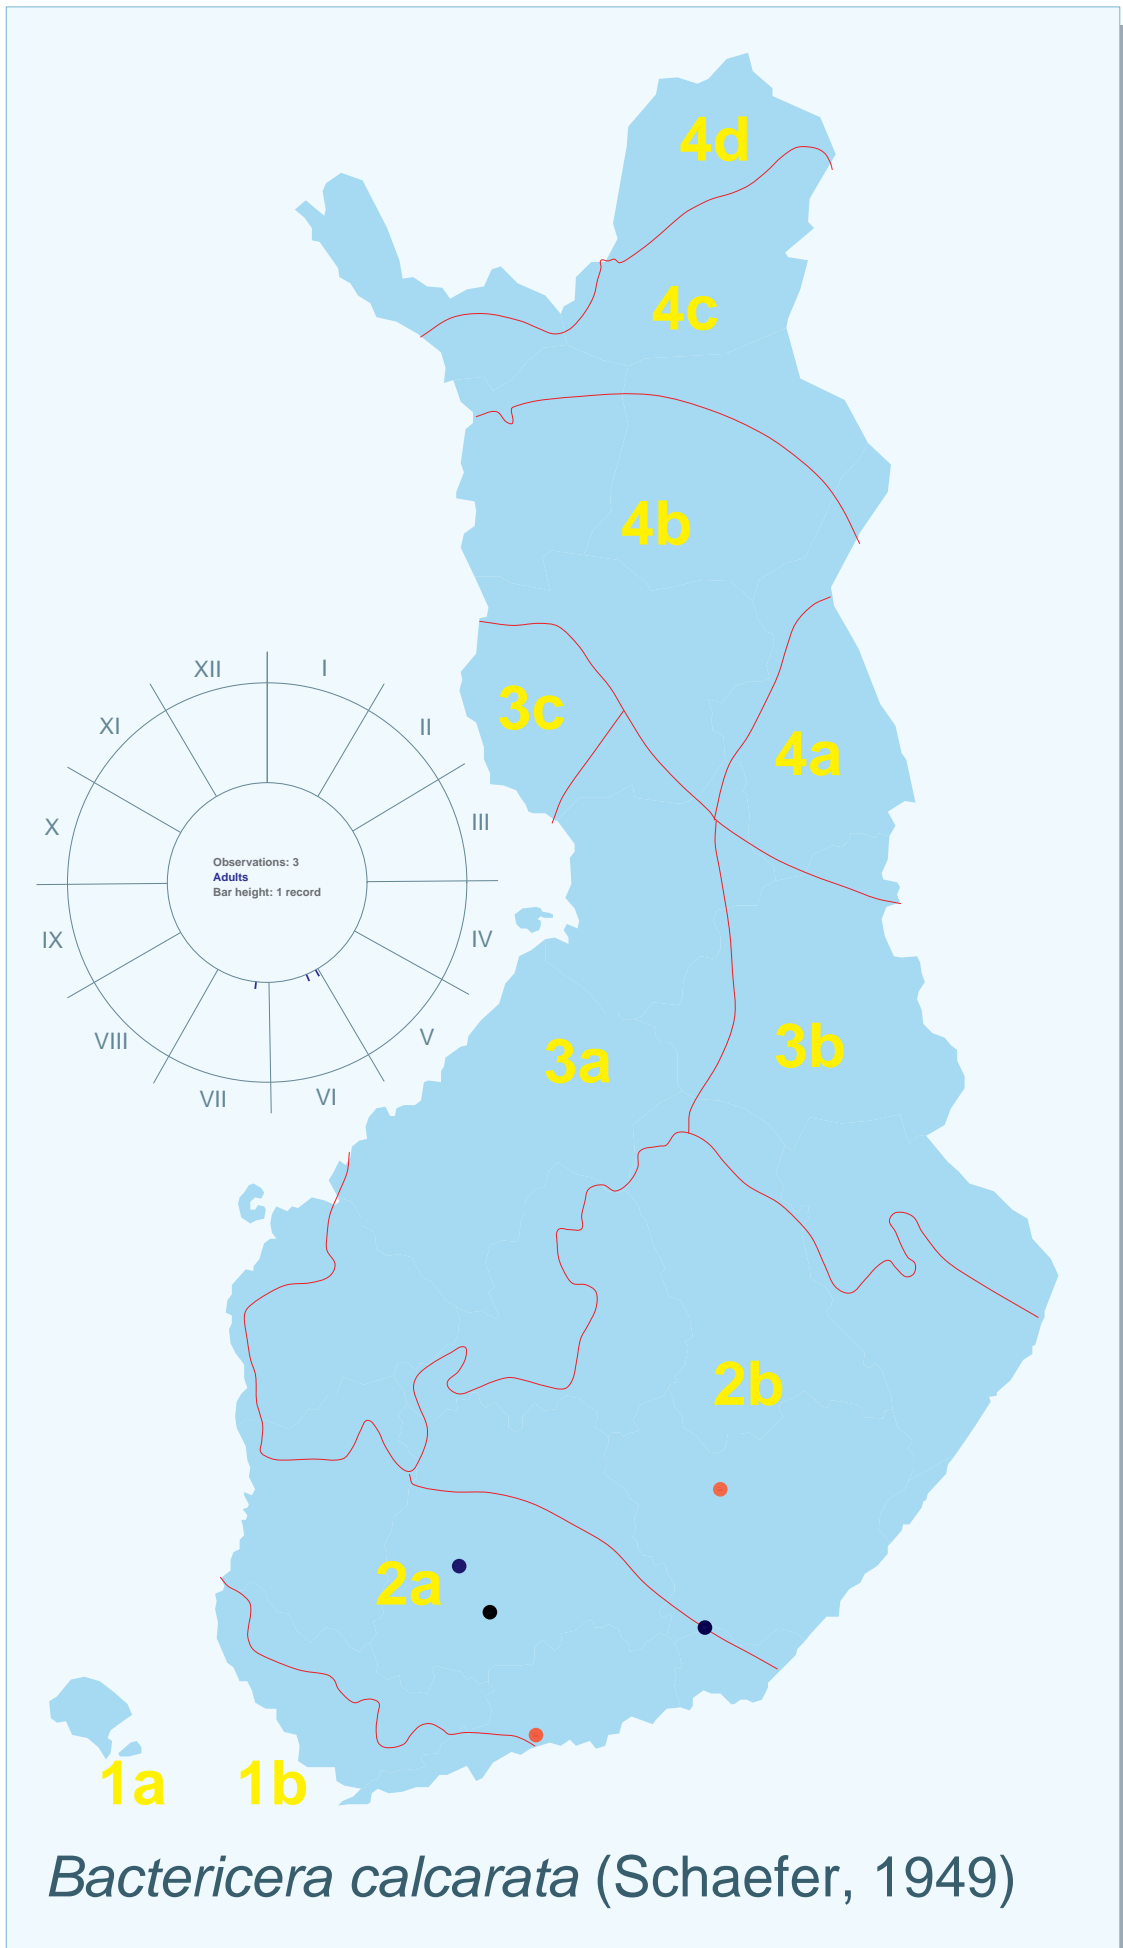 4d
4c
4b
XII
I
XI
II
3c
4a
X
III
Observations: 3
Adults
Bar height: 1 record
IX
IV
VIII
V
3a
3b
VII
VI
2b
2a
1a
1b
Bactericera calcarata (Schaefer, 1949)